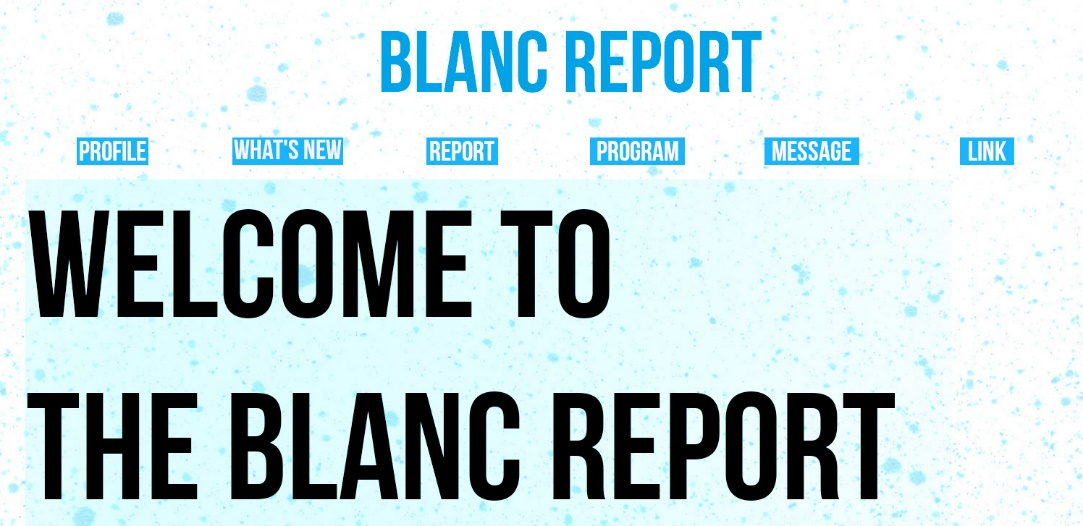 BLANC REPORT
PROFILE WHAT'S NEW REPORT PROGRAM MESSAGE LINK
WELCOME TO
THE BLANC REPORT